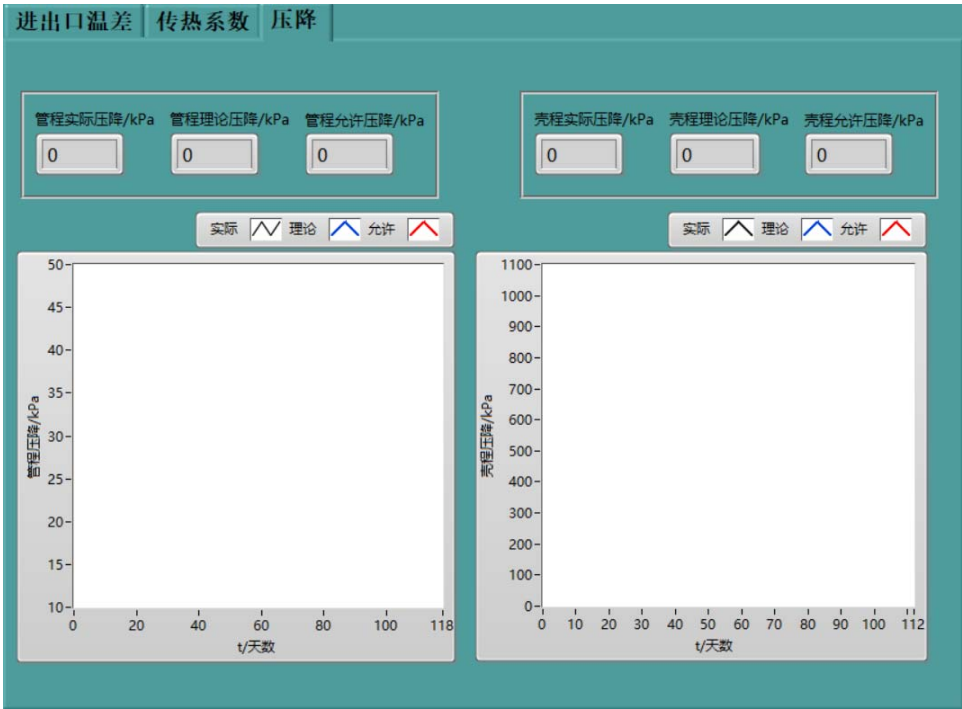 进出口温差 传热系数 压降
管程实际压降/kPa 管程理论压降/kPa 管程允许压降/kPa
0 0 0
壳程实际压降/kPa 壳程理论压降/kPa 壳程允许压降/kPa
0 0 0
实际 理论 允许
管程压降/kPa
50
45
40
35
30
25
20
15
10
0 20 40 60 80 100 118
t/天数
实际 理论 允许
壳程压降/kPa
1100
1000
900
800
700
600
500
400
300
200
100
0
0 10 20 30 40 50 60 70 80 90 100 112
t/天数